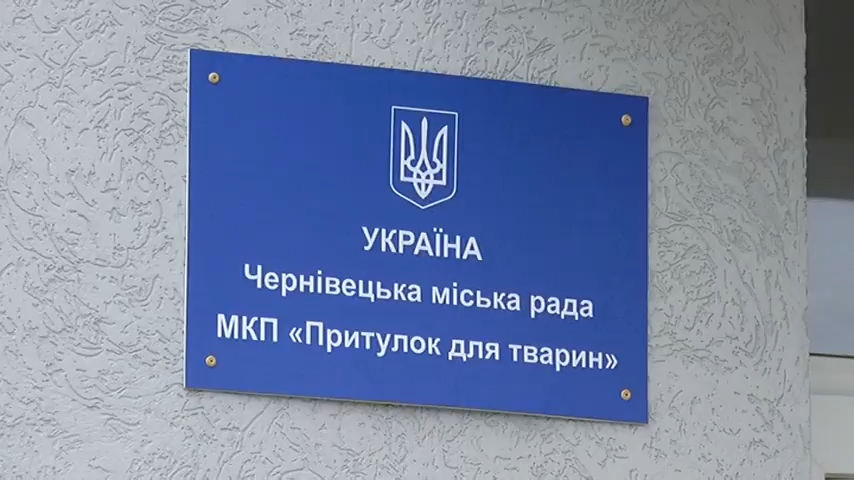 УКРАЇНА
Чернівецька міська рада
МКП «Притулок для тварин»